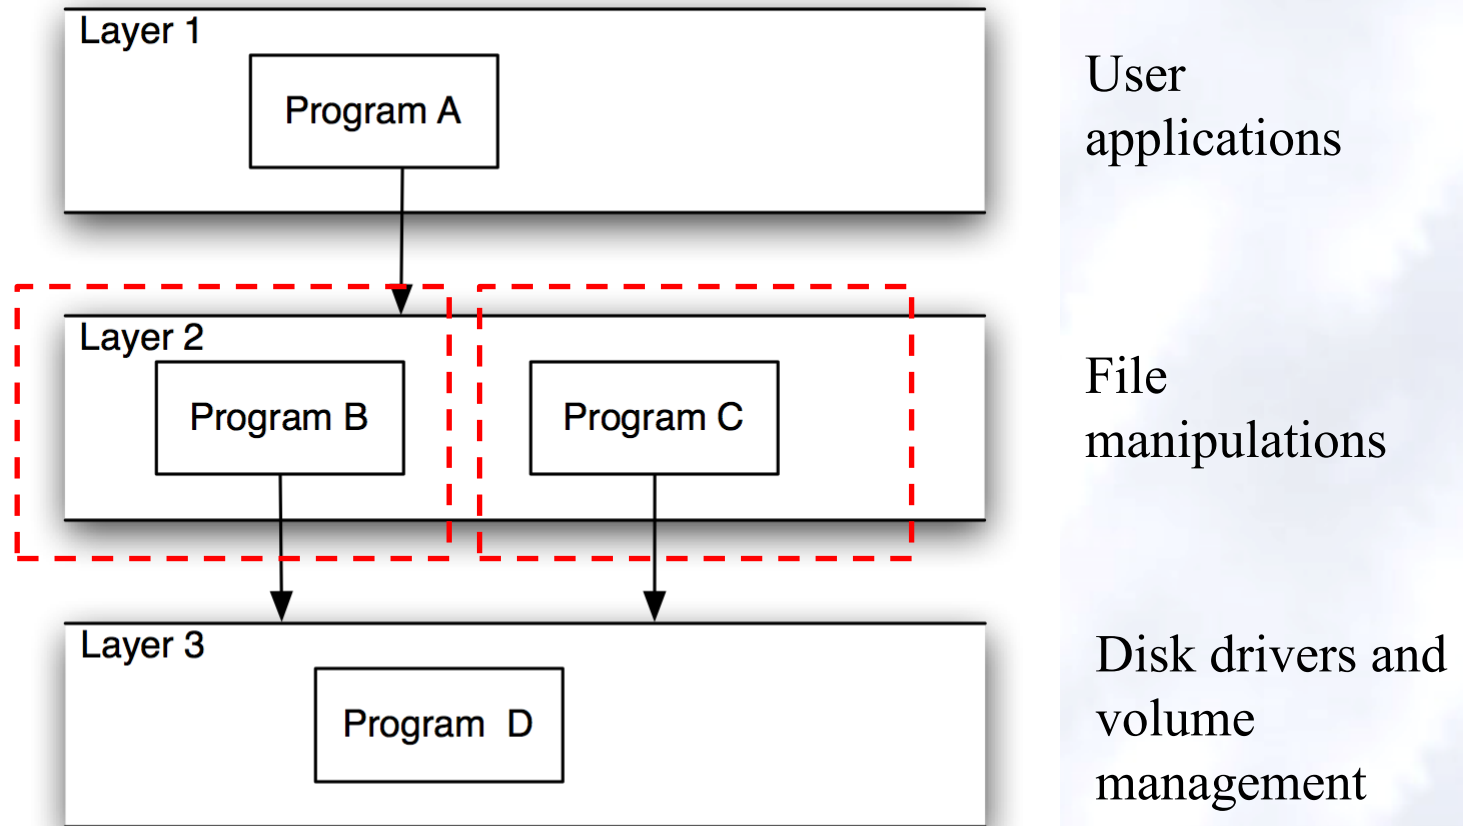 Layer 1
Program A
User
applications
Layer 2
Program B
Program C
File
manipulations
Layer 3
Program D
Disk drivers and
volume
management